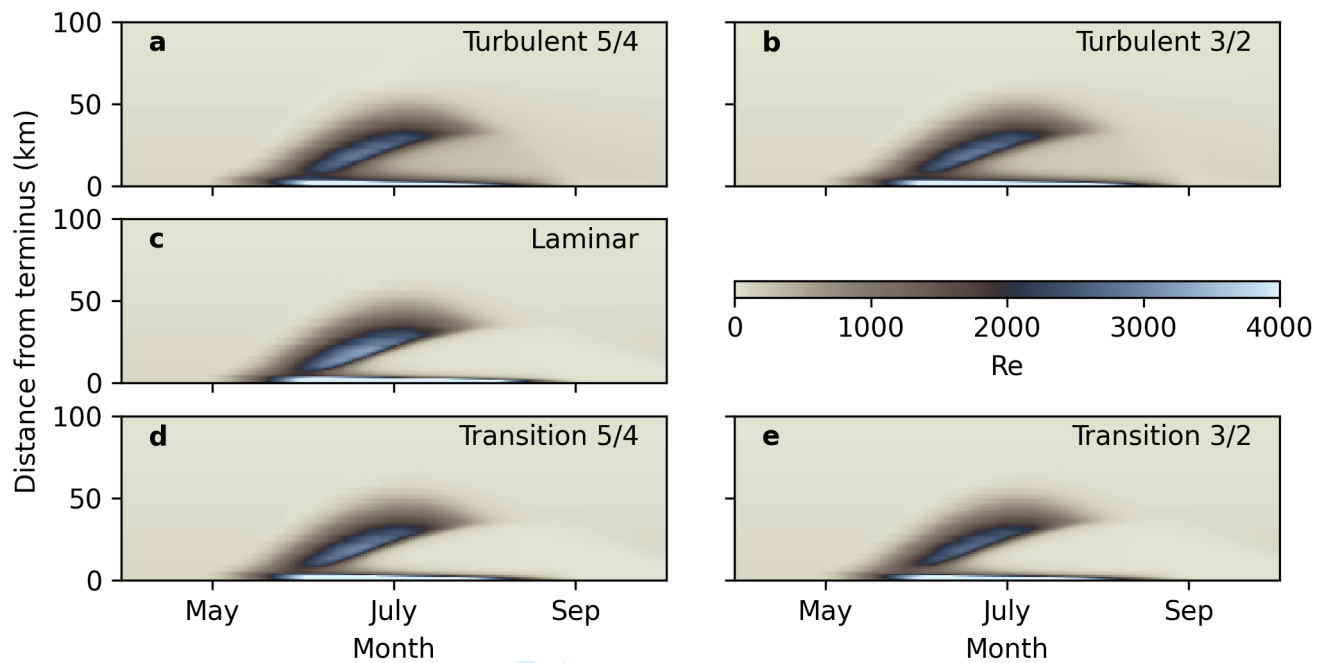 100
a
Turbulent 5/4
50
0
b
Turbulent 3/2
100
c
Laminar
50
0
0 1000 2000 3000 4000
Re
100
d
Transition 5/4
50
0
May July Sep
Month
e
Transition 3/2
May July Sep
Month
Distance from terminus (km)